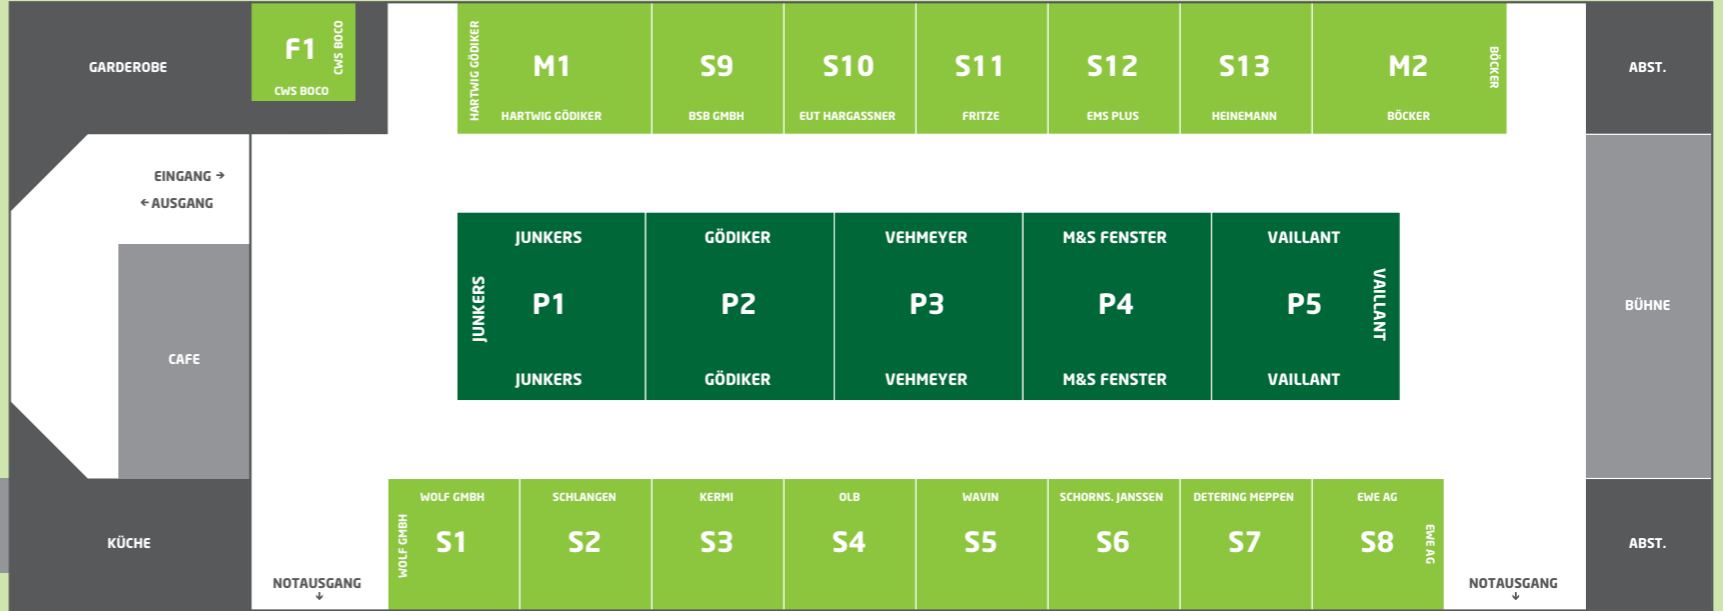 GARDEROBE
F1
CWS BOCO
CWS BOCO
HARTWIG GÖDIKER
M1
HARTWIG GÖDIKER
S9
BSB GMBH
S10
EUT HARGASSNER
S11
FRITZE
S12
EMS PLUS
S13
HEINEMANN
M2
BÖCKER
BÖCKER
ABST.
EINGANG →
← AUSGANG
CAFE
JUNKERS
JUNKERS
P1
JUNKERS
GÖDIKER
P2
GÖDIKER
VEHMEYER
P3
VEHMEYER
M&S FENSTER
P4
M&S FENSTER
VAILLANT
P5
VAILLANT
VAILLANT
BÜHNE
KÜCHE
NOTAUSGANG
↓
WOLF GMBH
WOLF GMBH
S1
SCHLANGEN
S2
KERMI
S3
OLB
S4
WAVIN
S5
SCHORNS. JANSSEN
S6
DETERING MEPPEN
S7
EWE AG
S8
EWE AG
NOTAUSGANG
↓
ABST.